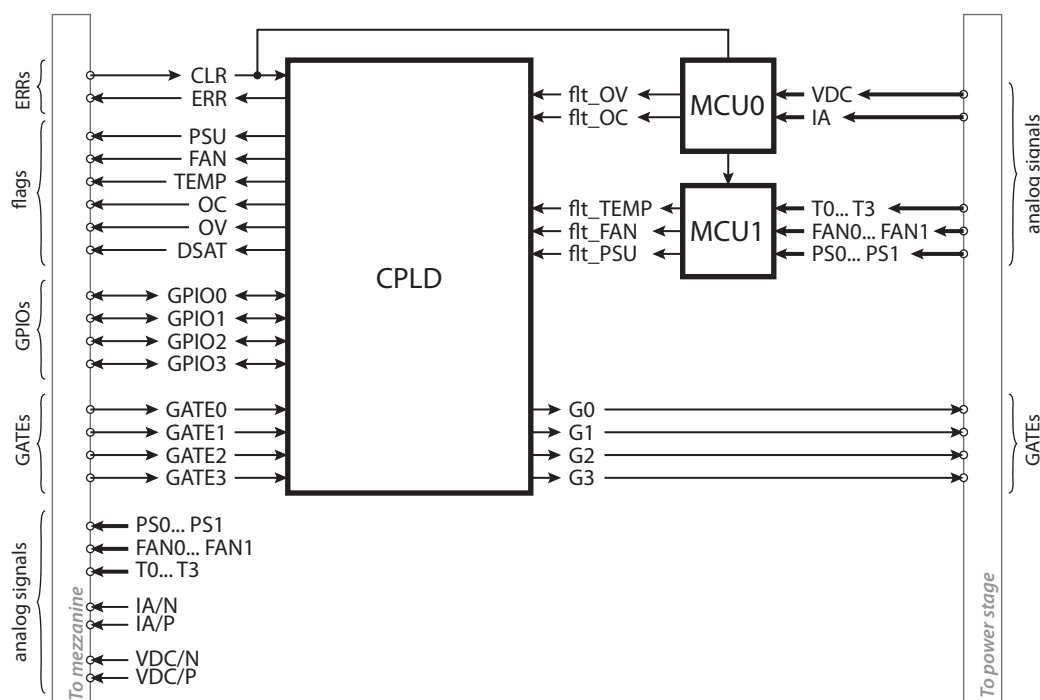 ERRs
CLR
ERR
flags
PSU
FAN
TEMP
OC
OV
DSAT
GPIOs
GPIO0
GPIO1
GPIO2
GPIO3
GATEs
GATE0
GATE1
GATE2
GATE3
analog signals
PS0... PS1
FAN0... FAN1
T0... T3
IA/N
IA/P
VDC/N
VDC/P
To mezzanine
CPLD
flt_OV
flt_OC
MCU0
VDC
IA
flt_TEMP
flt_FAN
flt_PSU
MCU1
T0... T3
FAN0... FAN1
PS0... PS1
analog signals
G0
G1
G2
G3
GATEs
To power stage